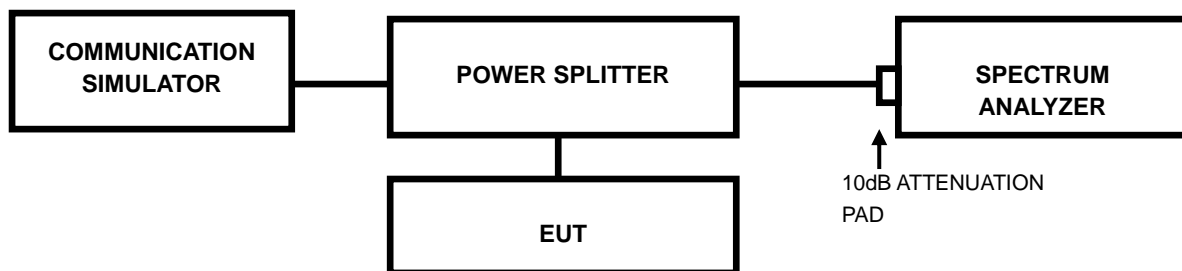 COMMUNICATION
SIMULATOR
POWER SPLITTER
SPECTRUM
ANALYZER
10dB ATTENUATION
PAD
EUT